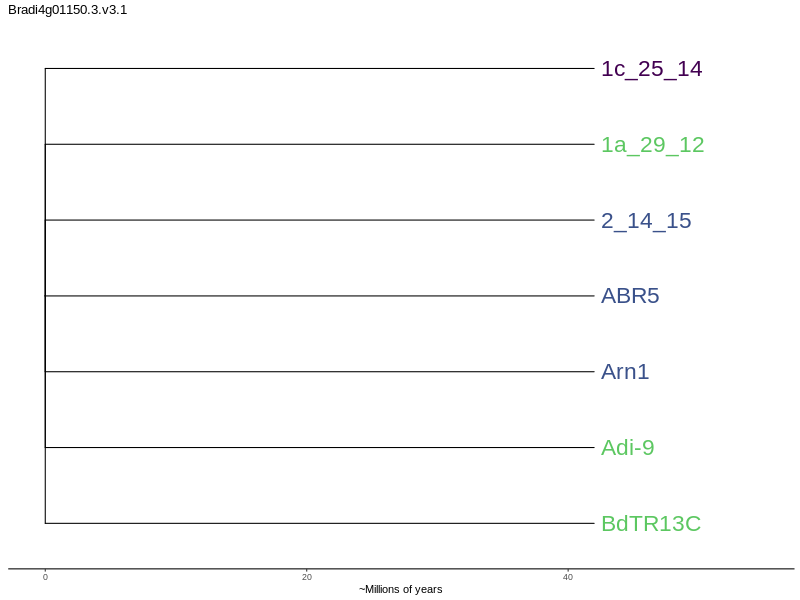 Bradi4g01150.3.v3.1
1c_25_14
1a_29_12
2_14_15
ABR5
Arn1
Adi-9
BdTR13C
0 20 40
~Millions of years